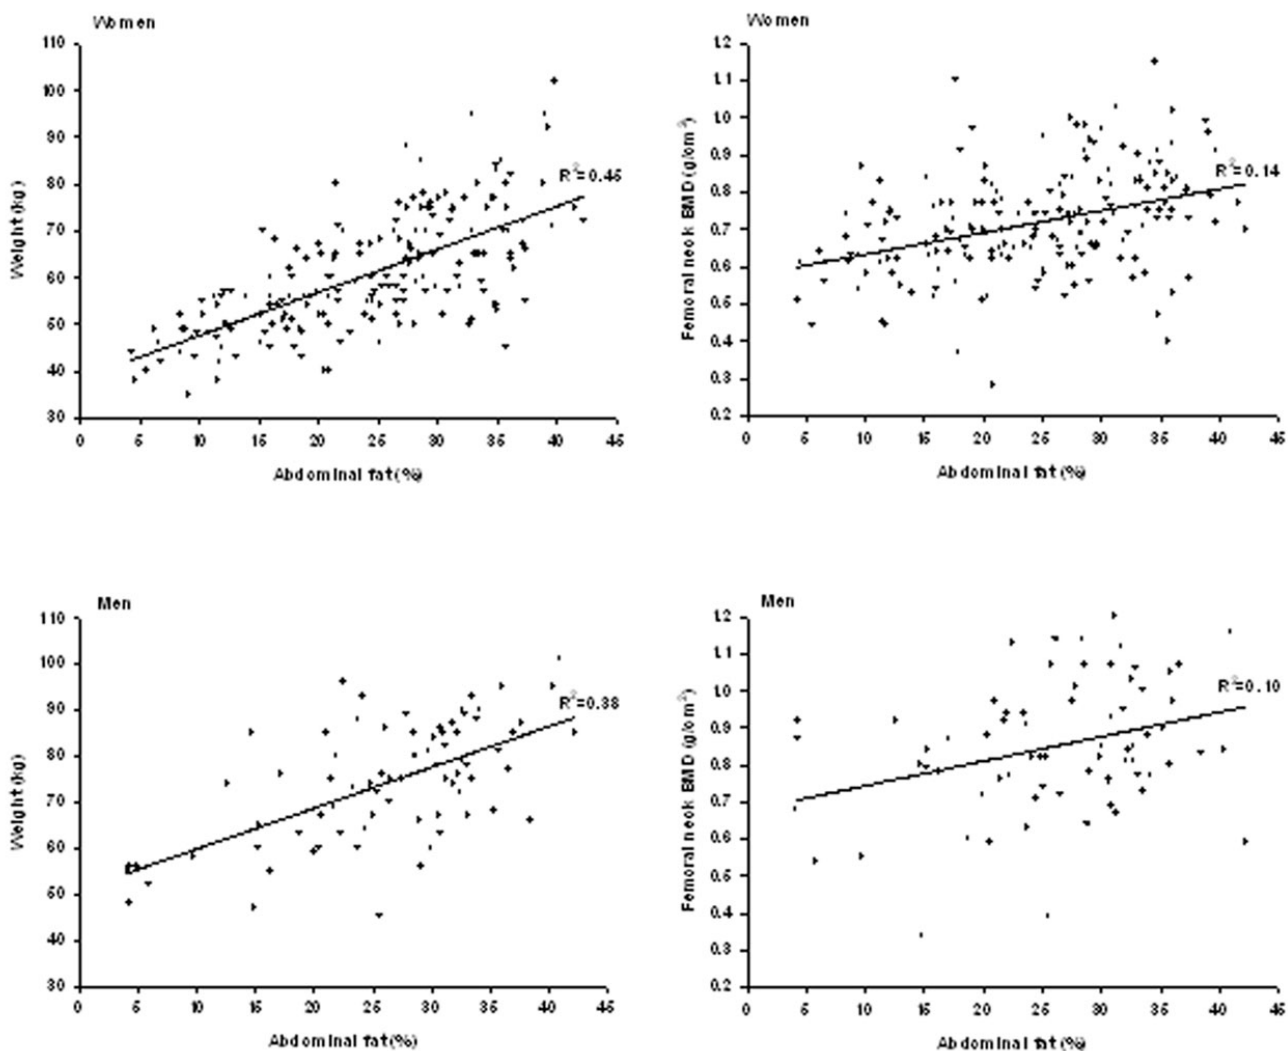 Women
110
100
90
80
70
60
50
40
30
Weight (kg)
R²=0.45
0 5 10 15 20 25 30 35 40 45
Abdominal fat (%)
Women
1.2
1.1
1.0
0.9
0.8
0.7
0.6
0.5
0.4
0.3
0.2
Femoral neck BMD (g/cm²)
R²=0.14
0 5 10 15 20 25 30 35 40 45
Abdominal fat (%)
Men
110
100
90
80
70
60
50
40
30
Weight (kg)
R²=0.38
0 5 10 15 20 25 30 35 40 45
Abdominal fat (%)
Men
1.2
1.1
1.0
0.9
0.8
0.7
0.6
0.5
0.4
0.3
0.2
Femoral neck BMD (g/cm²)
R²=0.10
0 5 10 15 20 25 30 35 40 45
Abdominal fat (%)